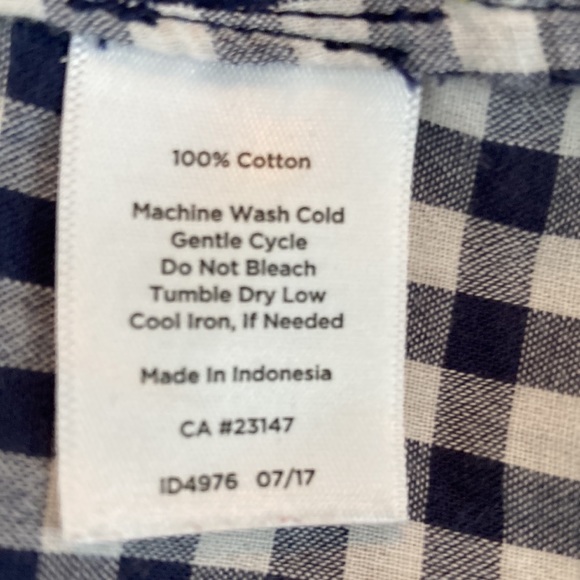 100% Cotton
Machine Wash Cold
Gentle Cycle
Do Not Bleach
Tumble Dry Low
Cool Iron, If Needed
Made In Indonesia
CA #23147
ID4976 07/17